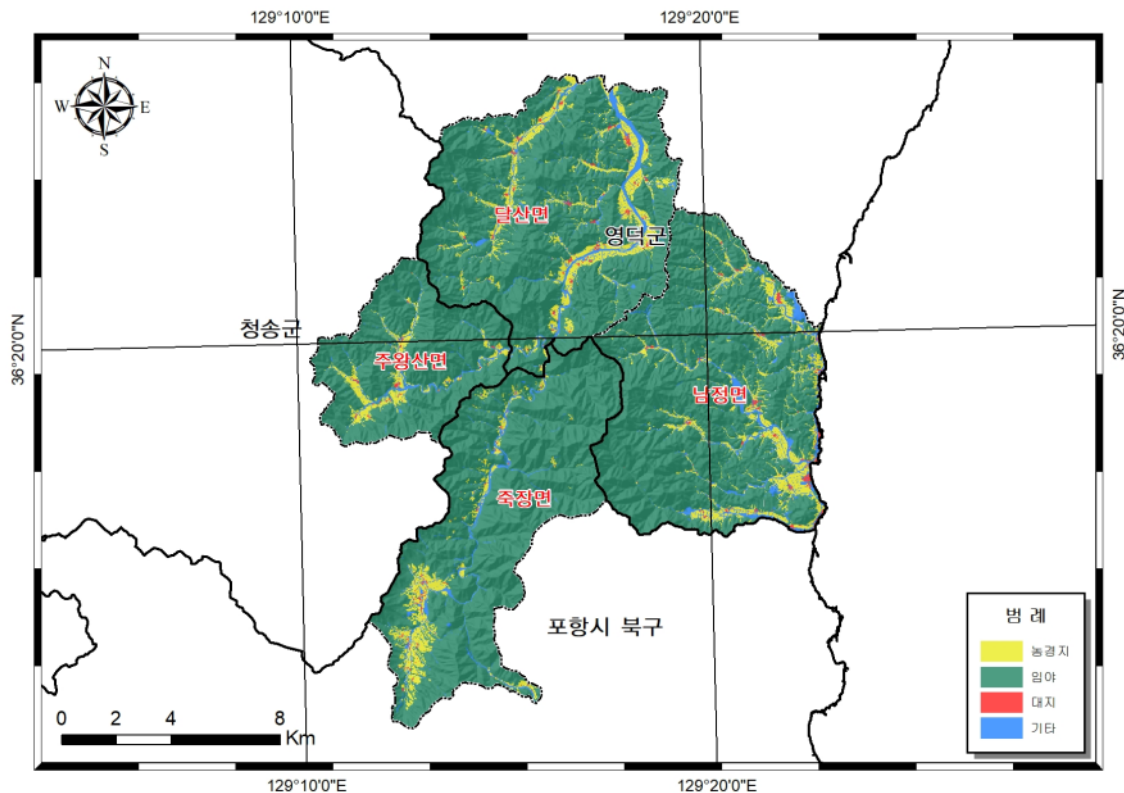 129°10'0"E
129°20'0"E
N
W
E
S
달산면
영덕군
청송군
36°20'0"N
36°20'0"N
주왕산면
남정면
죽장면
포항시 북구
범 례
농경지
임야
대지
기타
0
2
4
8
Km
129°10'0"E
129°20'0"E